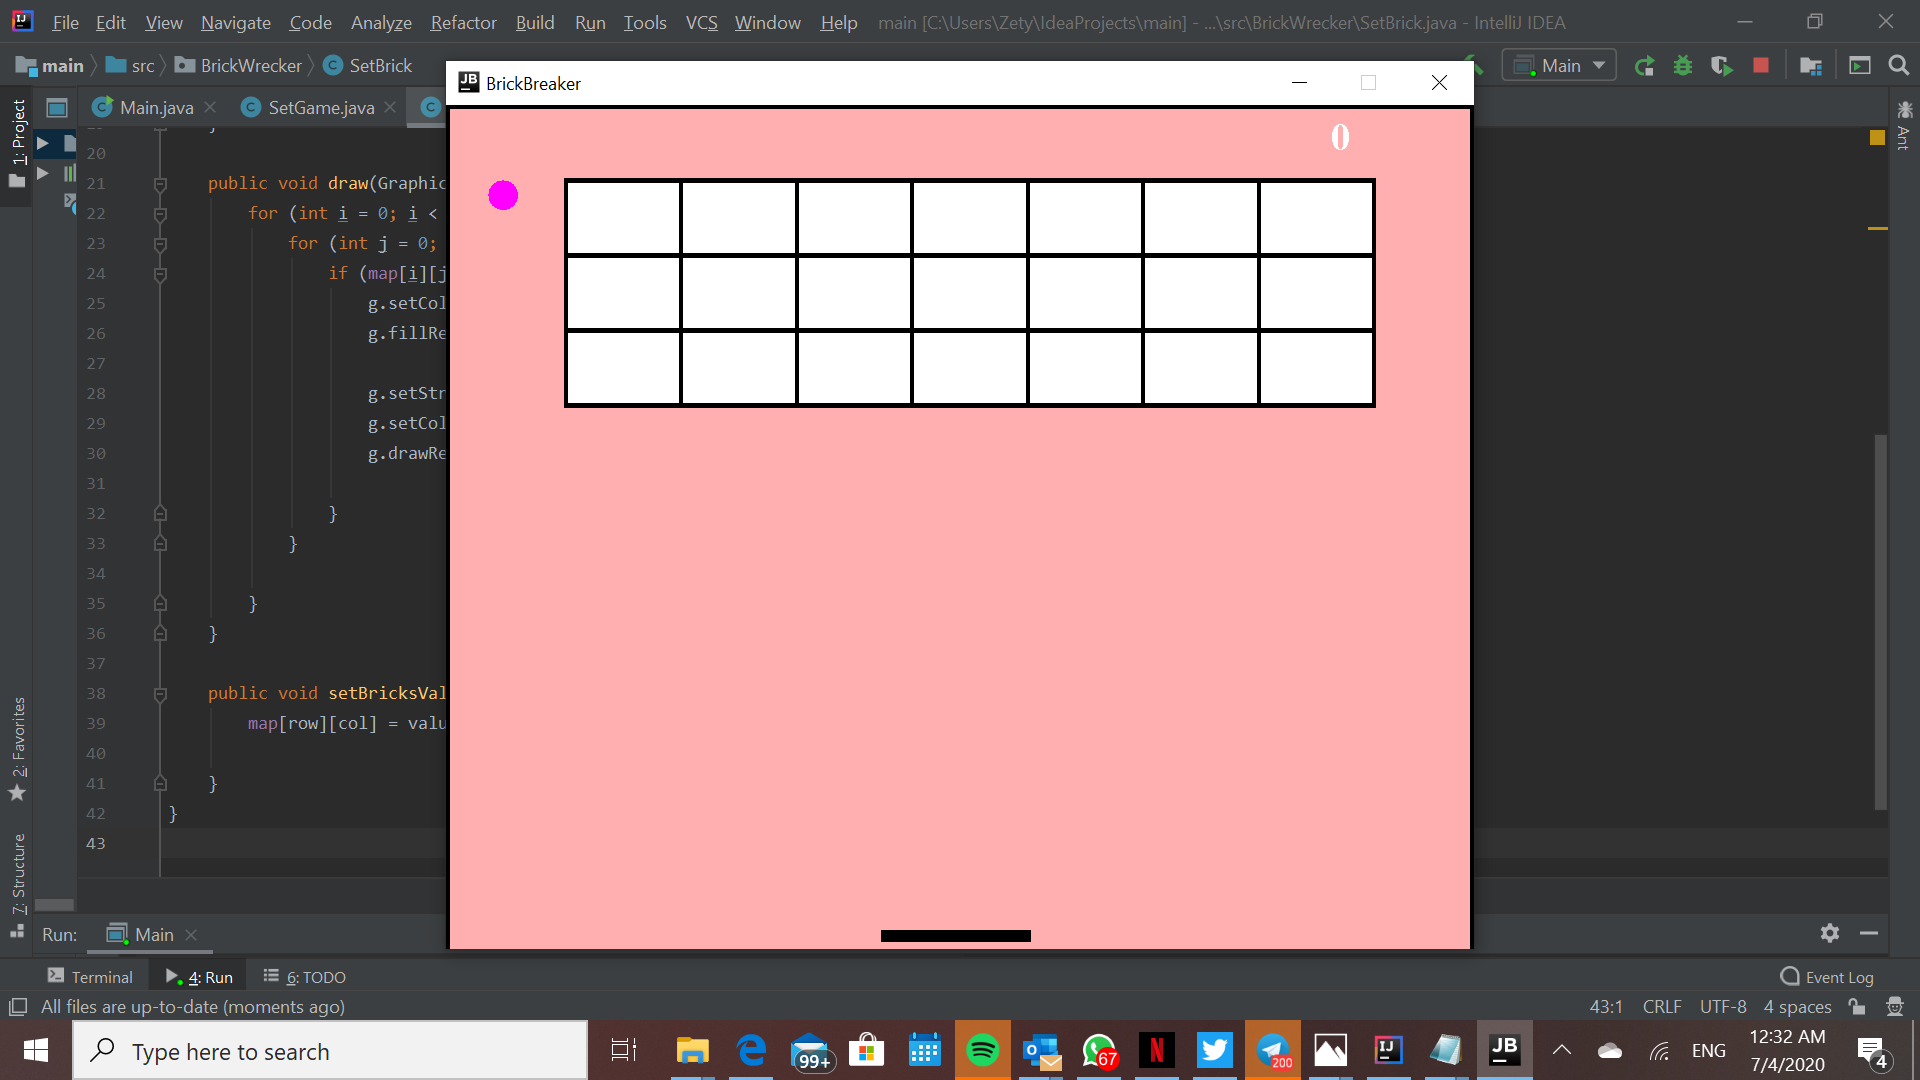 File Edit View Navigate Code Analyze Refactor Build Run Tools VCS Window Help main [C:\Users\Zety\IdeaProjects\main] - ...\src\BrickWrecker\SetBrick.java - IntelliJ IDEA
main src BrickWrecker SetBrick
JB BrickBreaker
Main
1: Project
Main.java SetGame.java
Ant
0
20
21 public void draw(Graphic
22 for (int i = 0; i <
23 for (int j = 0;
24 if (map[i][j
25 g.setCol
26 g.fillRe
27
28 g.setStr
29 g.setCol
30 g.drawRe
31
32 }
33 }
34
35 }
36 }
37
38 public void setBricksVal
39 map[row][col] = valu
40
41 }
42 }
43
2: Favorites
7: Structure
Run: Main
Terminal 4: Run 6: TODO Event Log
All files are up-to-date (moments ago) 43:1 CRLF UTF-8 4 spaces
Type here to search
99+
67
200
JB
ENG
12:32 AM
7/4/2020
4